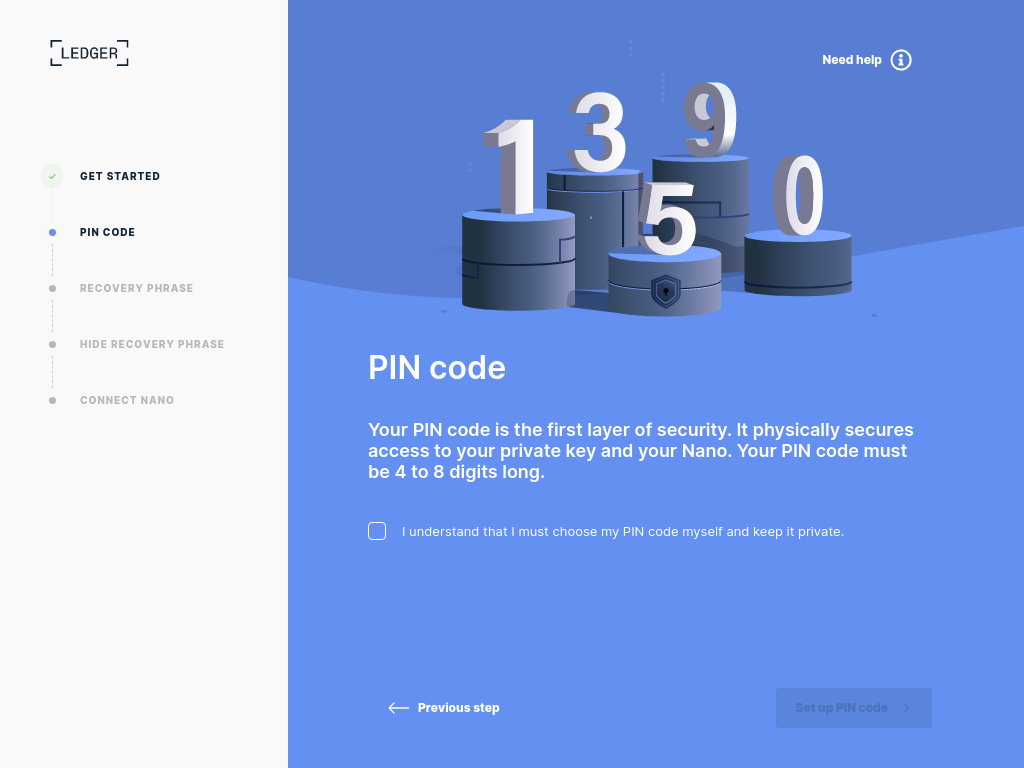 LEDGER
GET STARTED
PIN CODE
RECOVERY PHRASE
HIDE RECOVERY PHRASE
CONNECT NANO
Need help
1 3 9 5 0
PIN code
Your PIN code is the first layer of security. It physically secures
access to your private key and your Nano. Your PIN code must
be 4 to 8 digits long.
I understand that I must choose my PIN code myself and keep it private.
Previous step
Set up PIN code